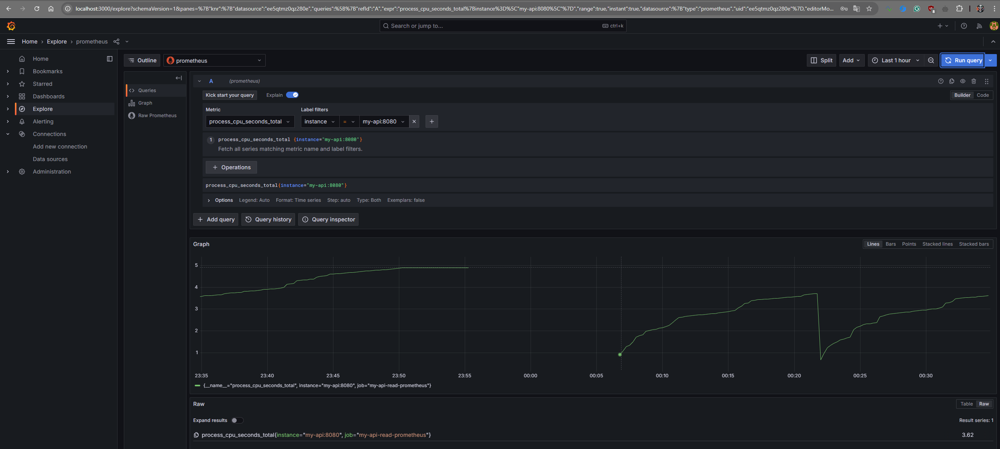 localhost:3000/explore?schemaVersion=1&panes=%7B"knr":%7B"datasource":"ee5qtmz0qz280e","queries":%5B%7B"refId":"A","expr":"process_cpu_seconds_total%7Binstance%3D%5C"my-api:8080%5C"%7D","range":true,"instant":true,"datasource":%7B"type":"prometheus","uid":"ee5qtmz0qz280e"%7D,"editorMo...
8
Search or jump to...
ctrl+k
Home › Explore › prometheus
Home
Bookmarks
Starred
Dashboards
Explore
Alerting
Connections
Add new connection
Data sources
Administration
Outline
prometheus
Split
Add
Last 1 hour
Run query
Queries
Graph
Raw Prometheus
A (prometheus)
Kick start your query
Explain
Builder
Code
Metric
Label filters
process_cpu_seconds_total
instance
=
my-api:8080
1 process_cpu_seconds_total {instance="my-api:8080"}
Fetch all series matching metric name and label filters.
+ Operations
process_cpu_seconds_total{instance="my-api:8080"}
Options Legend: Auto Format: Time series Step: auto Type: Both Exemplars: false
+ Add query
Query history
Query inspector
Graph
Lines Bars Points Stacked lines Stacked bars
5
4
3
2
1
23:35 23:40 23:45 23:50 23:55 00:00 00:05 00:10 00:15 00:20 00:25 00:30
{__name__="process_cpu_seconds_total", instance="my-api:8080", job="my-api-read-prometheus"}
Raw
Table Raw
Expand results
Result series: 1
process_cpu_seconds_total{instance="my-api:8080", job="my-api-read-prometheus"}
3.62